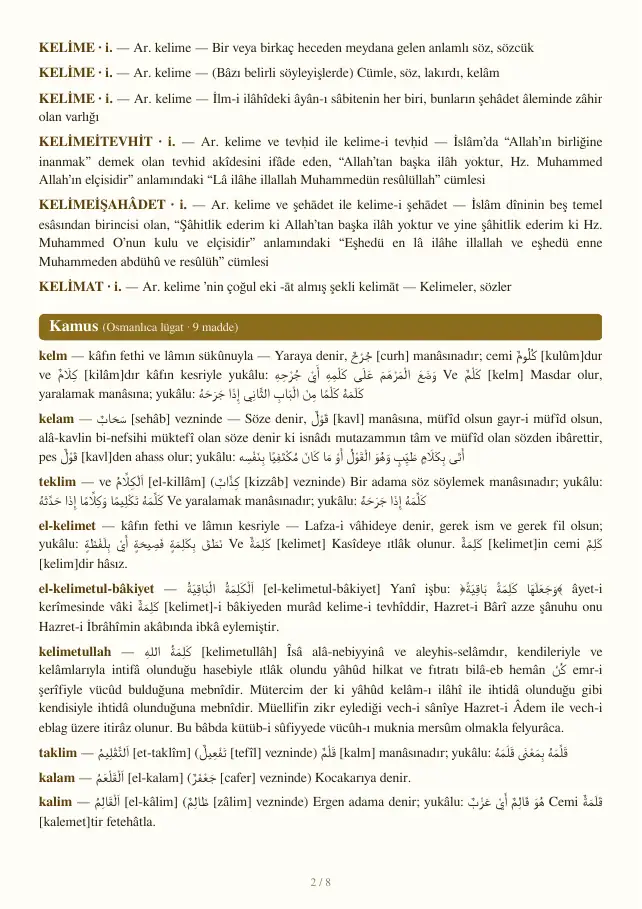 KELİME · i. — Ar. kelime — Bir veya birkaç heceden meydana gelen anlamlı söz, sözcük
KELİME · i. — Ar. kelime — (Bâzı belirli söyleyişlerde) Cümle, söz, lakırdı, kelâm
KELİME · i. — Ar. kelime — İlm-i ilâhîdeki âyân-ı sâbitenin her biri, bunların şehâdet âleminde zâhir
olan varlığı
KELİMEİTEVHİT · i. — Ar. kelime ve tevḥid ile kelime-i tevḥid — İslâm’da “Allah’ın birliğine
inanmak” demek olan tevhid akîdesini ifâde eden, “Allah’tan başka ilâh yoktur, Hz. Muhammed
Allah’ın elçisidir” anlamındaki “Lâ ilâhe illallah Muhammedün resûlüllah” cümlesi
KELİMEİŞAHÂDET · i. — Ar. kelime ve şehādet ile kelime-i şehādet — İslâm dîninin beş temel
esâsından birincisi olan, “Şâhitlik ederim ki Allah’tan başka ilâh yoktur ve yine şâhitlik ederim ki Hz.
Muhammed O’nun kulu ve elçisidir” anlamındaki “Eşhedü en lâ ilâhe illallah ve eşhedü enne
Muhammeden abdühû ve resûlüh” cümlesi
KELİMAT · i. — Ar. kelime ’nin çoğul eki -āt almış şekli kelimāt — Kelimeler, sözler
Kamus (Osmanlıca lügat · 9 madde)
kelm — kâfın fethi ve lâmın sükûnuyla — Yaraya denir, جُرْحٌ [curh] manâsınadır; cemi كُلُومٌ [kulûm]dur
ve كِلَامٌ [kilâm]dır kâfın kesriyle yukâlu: وَضَعَ الْمَرْهَمَ عَلَى كَلْمِهِ أَيْ جُرْحِهِ Ve كَلْمٌ [kelm] Masdar olur,
yaralamak manâsına; yukâlu: كَلَمَهُ كَلْمًا مِنَ الْبَابِ الثَّانِي إِذَا جَرَحَهُ
kelam — سَحَابٌ [sehâb] vezninde — Söze denir, قَوْلٌ [kavl] manâsına, müfîd olsun gayr-i müfîd olsun,
alâ-kavlin bi-nefsihi müktefî olan söze denir ki isnâdı mutazammın tâm ve müfîd olan sözden ibârettir,
pes قَوْلٌ [kavl]den ahass olur; yukâlu: أَتَى بِكَلَامٍ طَيِّبٍ وَهُوَ الْقَوْلُ أَوْ مَا كَانَ مُكْتَفِيًا بِنَفْسِهِ
teklim — ve اَلْكِلَّامُ [el-killâm] (كِذَّابٌ [kizzâb] vezninde) Bir adama söz söylemek manâsınadır; yukâlu:
كَلَّمَهُ تَكْلِيمًا وَكِلَّامًا إِذَا حَدَّثَهُ Ve yaralamak manâsınadır; yukâlu: كَلَّمَهُ إِذَا جَرَحَهُ
el-kelimet — kâfın fethi ve lâmın kesriyle — Lafza-i vâhideye denir, gerek ism ve gerek fil olsun;
yukâlu: نَطَقَ بِكَلِمَةٍ فَصِيحَةٍ أَيْ بِلَفْظَةٍ Ve كَلِمَةٌ [kelimet] Kasîdeye ıtlâk olunur. كَلِمَةٌ [kelimet]in cemi كَلِمٌ
[kelim]dir hâsız.
el-kelimetul-bâkiyet — اَلْكَلِمَةُ الْبَاقِيَةُ [el-kelimetul-bâkiyet] Yanî işbu: ﴿وَجَعَلَهَا كَلِمَةً بَاقِيَةً﴾ âyet-i
kerîmesinde vâki كَلِمَةٌ [kelimet]-i bâkiyeden murâd kelime-i tevhîddir, Hazret-i Bârî azze şânuhu onu
Hazret-i İbrâhîmin akâbında ibkâ eylemiştir.
kelimetullah — كَلِمَةُ اللهِ [kelimetullâh] Îsâ alâ-nebiyyinâ ve aleyhis-selâmdır, kendileriyle ve
kelâmlarıyla intifâ olunduğu hasebiyle ıtlâk olundu yâhûd hilkat ve fıtratı bilâ-eb hemân كُنْ emr-i
şerîfiyle vücûd bulduğuna mebnîdir. Mütercim der ki yâhûd kelâm-ı ilâhî ile ihtidâ olunduğu gibi
kendisiyle ihtidâ olunduğuna mebnîdir. Müellifin zikr eylediği vech-i sânîye Hazret-i Âdem ile vech-i
eblag üzere itirâz olunur. Bu bâbda kütüb-i sûfiyyede vücûh-ı muknia mersûm olmakla felyurâca.
taklim — اَلتَّقْلِيمُ [et-taklîm] (تَفْعِيلٌ [tefîl] vezninde) قَلْمٌ [kalm] manâsınadır; yukâlu: قَلَّمَهُ بِمَعْنَى قَلَمَهُ
kalam — اَلْقَلْعَمُ [el-kalam] (جَعْفَرٌ [cafer] vezninde) Kocakarıya denir.
kalim — اَلْقَالِمُ [el-kâlim] (ظَالِمٌ [zâlim] vezninde) Ergen adama denir; yukâlu: هُوَ قَالِمٌ أَيْ عَزَبٌ Cemi قَلَمَةٌ
[kalemet]tir fetehâtla.
2 / 8